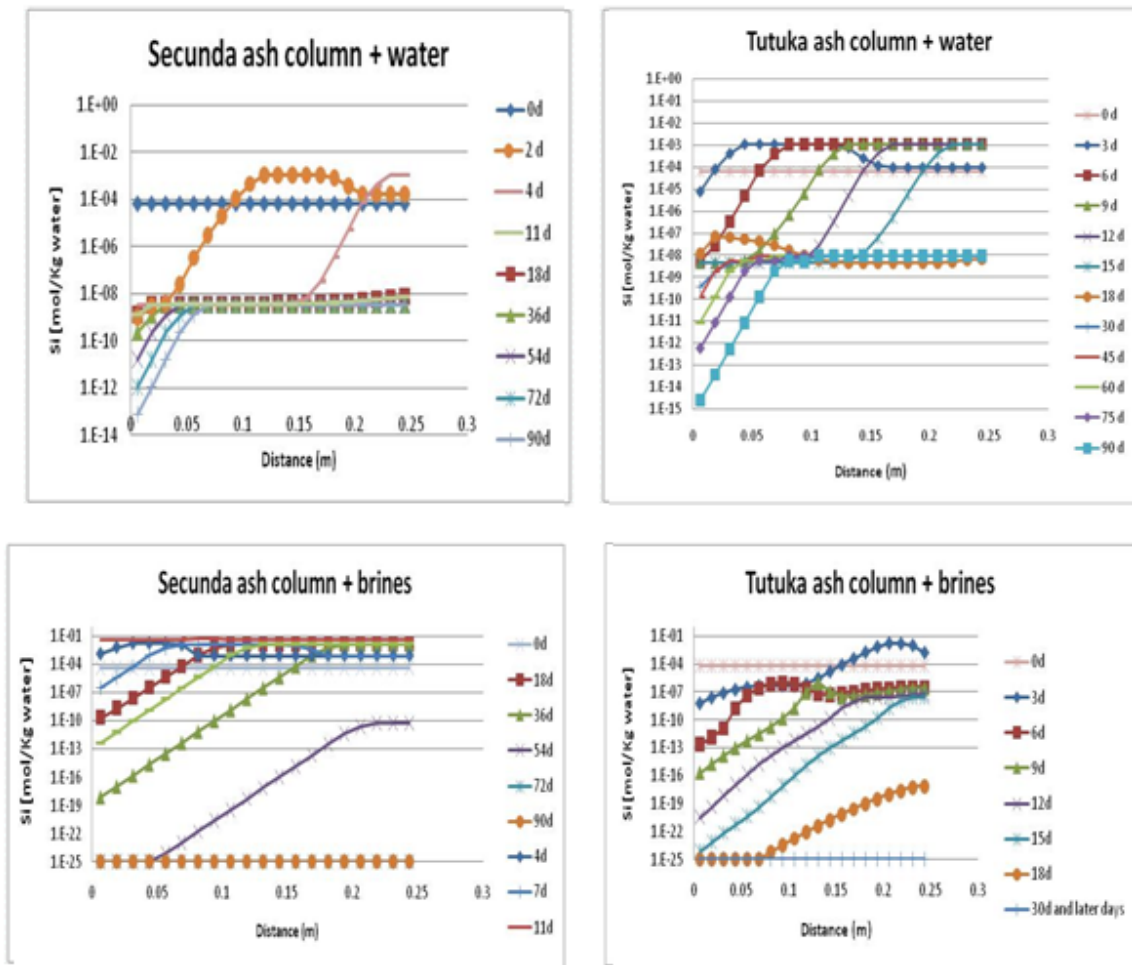 Secunda ash column + water
1.E+00
1.E-02
1.E-04
1.E-06
1.E-08
1.E-10
1.E-12
1.E-14
Si [mol/Kg water]
0 0.05 0.1 0.15 0.2 0.25 0.3
Distance (m)
0d
2 d
4 d
11 d
18 d
36d
54d
72d
90d
Tutuka ash column + water
1.E+00
1.E-01
1.E-02
1.E-03
1.E-04
1.E-05
1.E-06
1.E-07
1.E-08
1.E-09
1.E-10
1.E-11
1.E-12
1.E-13
1.E-14
1.E-15
Si [mol/Kg water]
0 0.05 0.1 0.15 0.2 0.25 0.3
Distance (m)
0 d
3 d
6 d
9 d
12 d
15 d
18 d
30 d
45 d
60 d
75 d
90 d
Secunda ash column + brines
1.E-01
1.E-04
1.E-07
1.E-10
1.E-13
1.E-16
1.E-19
1.E-22
1.E-25
Si [mol/Kg water]
0 0.05 0.1 0.15 0.2 0.25 0.3
Distance (m)
0d
18d
36d
54d
72d
90d
4d
7d
11d
Tutuka ash column + brines
1.E-01
1.E-04
1.E-07
1.E-10
1.E-13
1.E-16
1.E-19
1.E-22
1.E-25
Si [mol/Kg water]
0 0.05 0.1 0.15 0.2 0.25 0.3
Distance (m)
0d
3d
6d
9d
12d
15d
18d
30d and later days